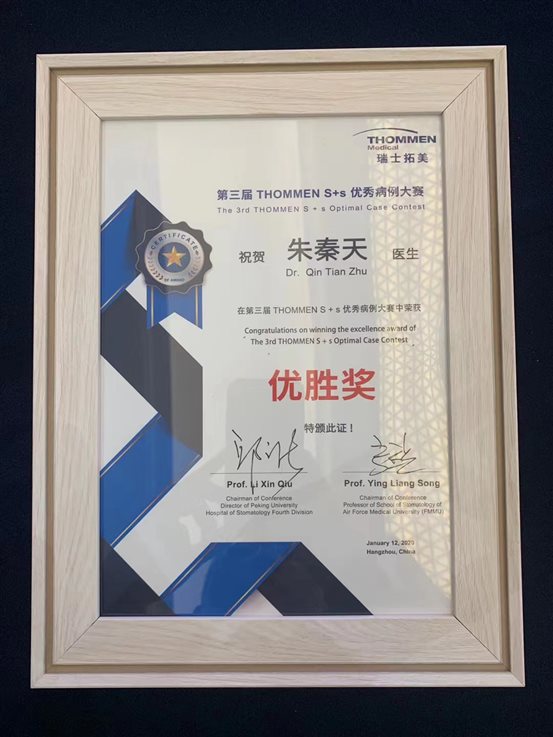 THOMMEN
Medical
瑞士拓美
第三届 THOMMEN S+s 优秀病例大赛
The 3rd THOMMEN S + s Optimal Case Contest
CERTIFICATE
OF AWARD
祝贺 朱秦天 医生
Dr. Qin Tian Zhu
在第三届 THOMMEN S + s 优秀病例大赛中荣获
Congratulations on winning the excellence award of
The 3rd THOMMEN S + s Optimal Case Contest
优胜奖
特颁此证！
Prof. Li Xin Qiu
Chairman of Conference
Director of Peking University
Hospital of Stomatology Fourth Division
Prof. Ying Liang Song
Chairman of Conference
Professor of School of Stomatology of
Air Force Medical University (FMMU)
January 12, 2020
Hangzhou, China